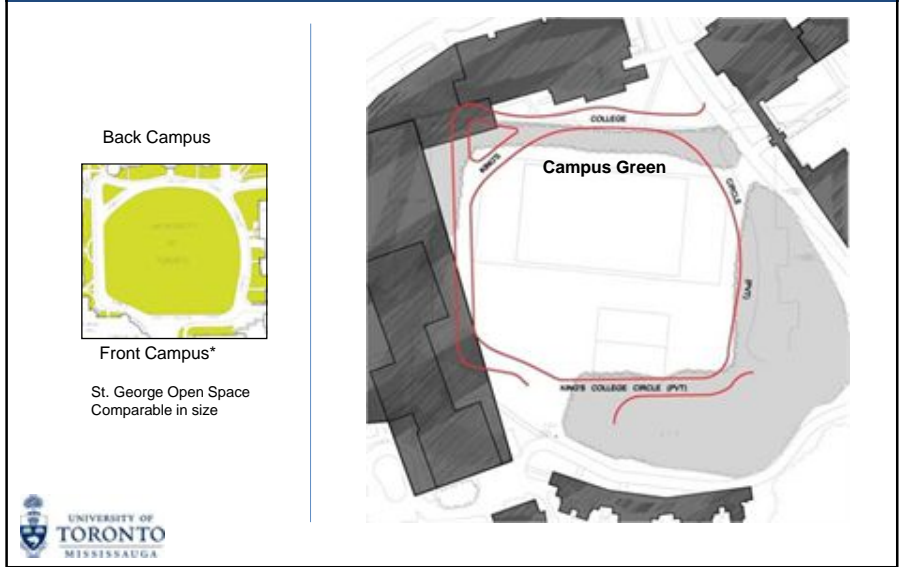 Back Campus
Front Campus*
St. George Open Space
Comparable in size
UNIVERSITY OF
TORONTO
MISSISSAUGA
COLLEGE
Campus Green
CIRCLE
(PVT)
KING'S COLLEGE CIRCLE (PVT)